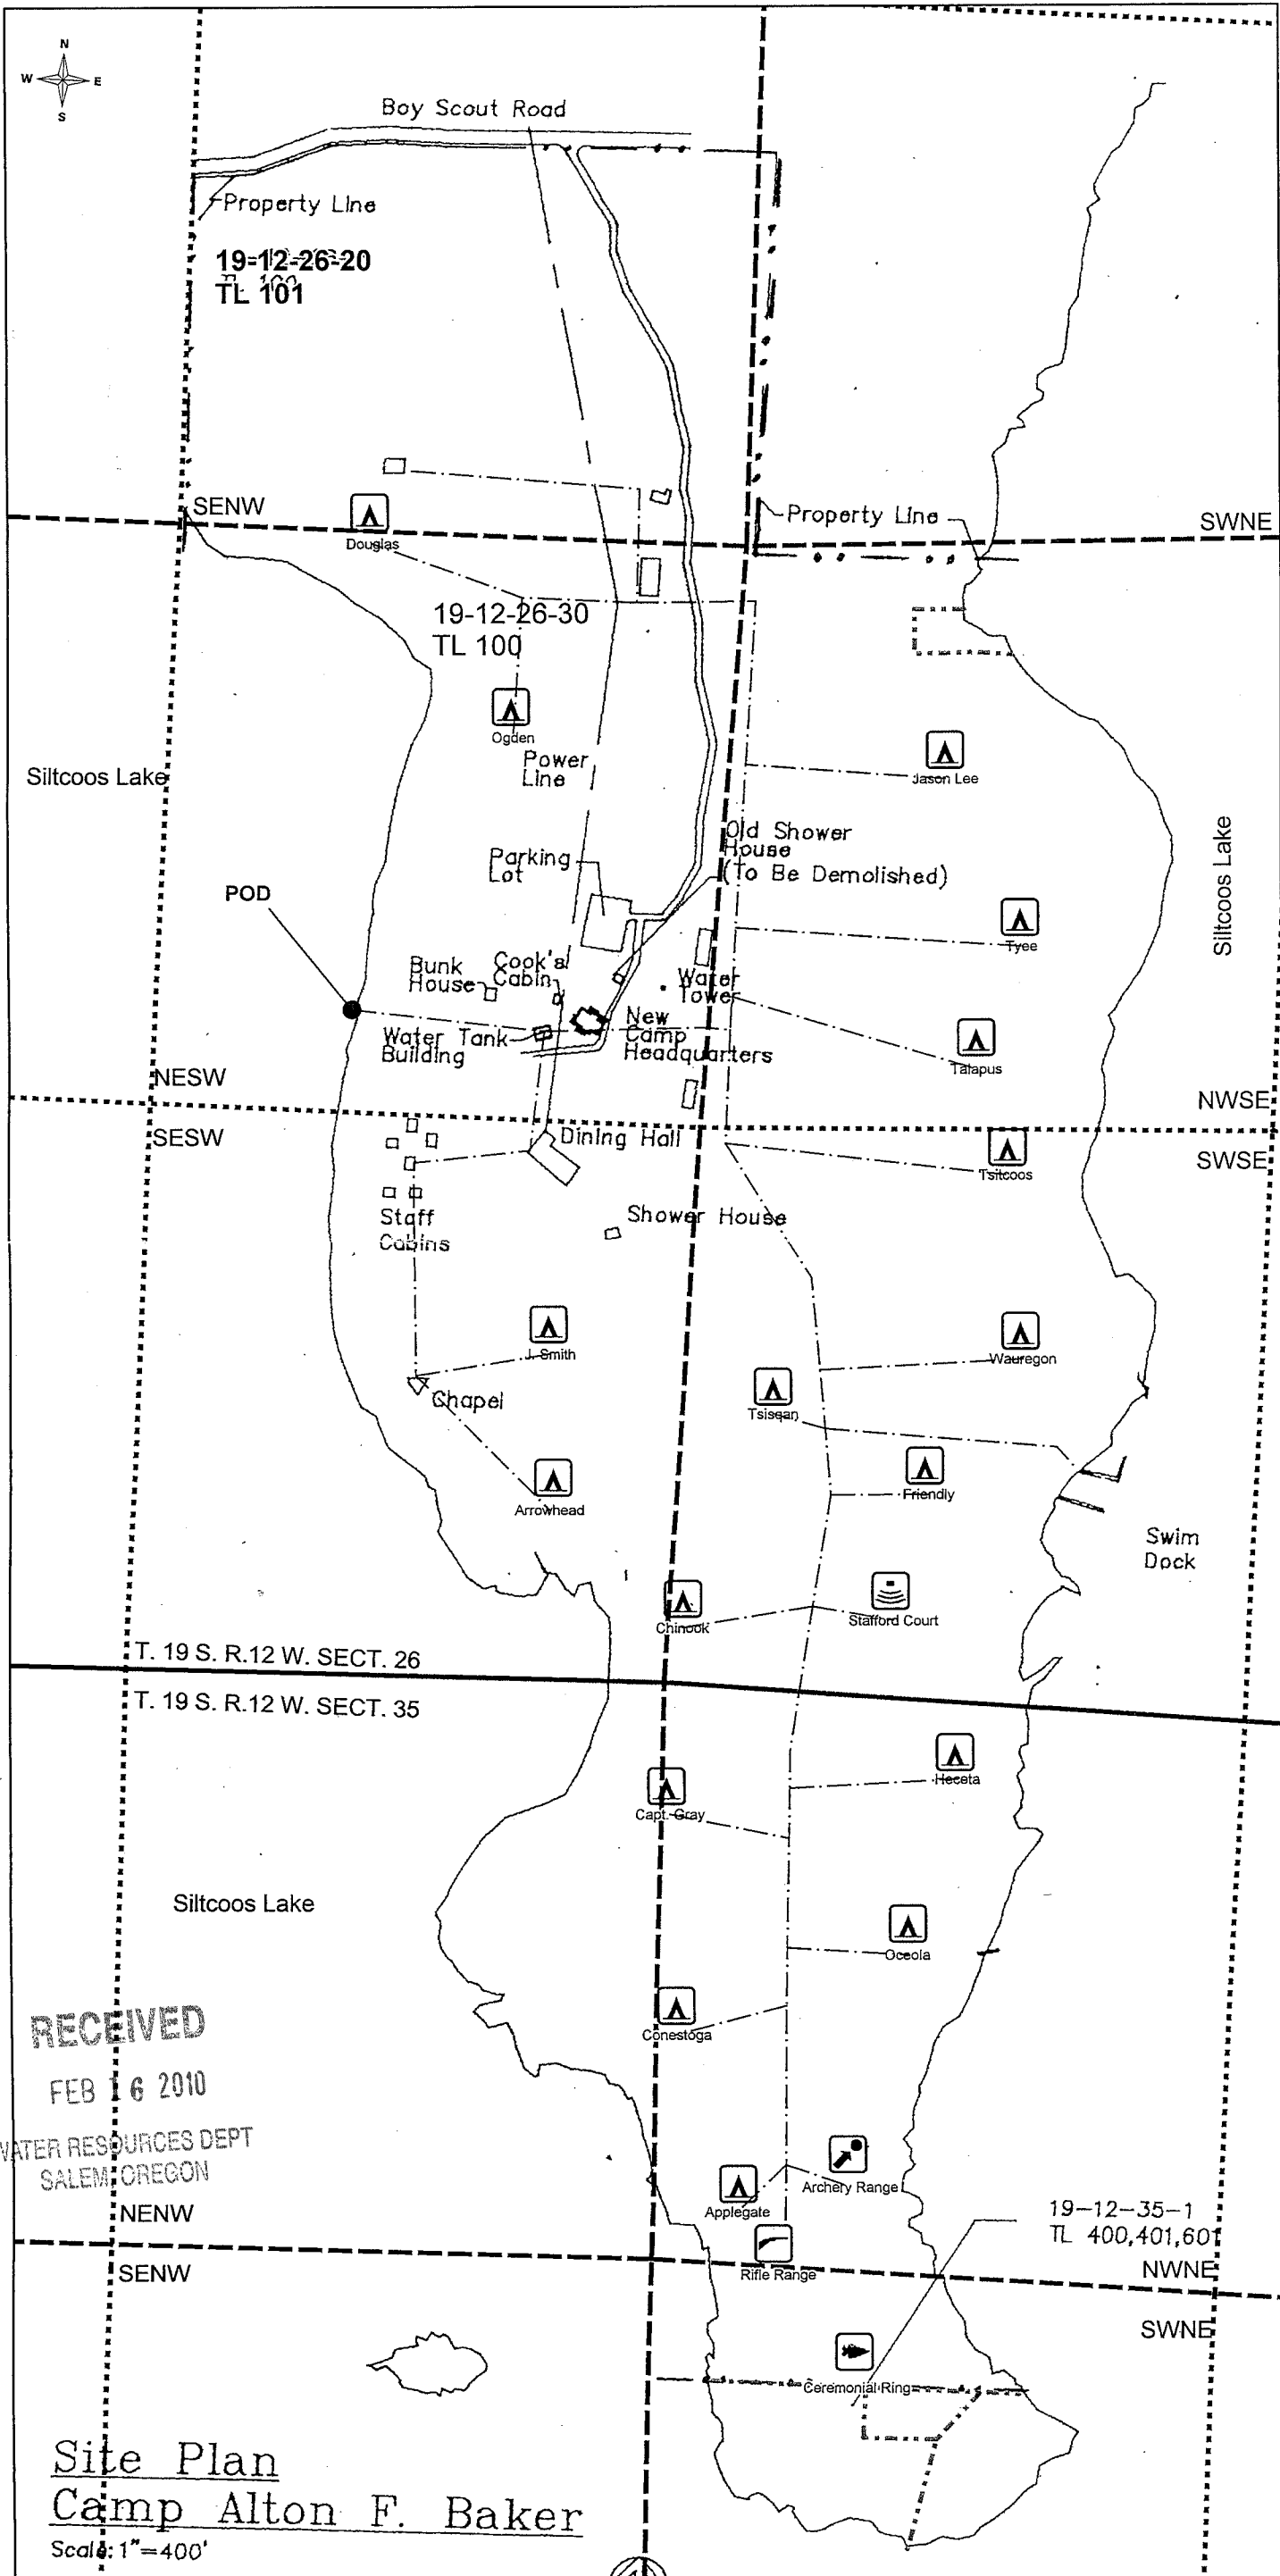 N
W E
S
Boy Scout Road
Property Line
19-12-26-20
TL 101
SENW
Property Line
SWNE
Douglas
19-12-26-30
TL 100
Ogden
Power
Line
Siltcoos Lake
Jason Lee
Old Shower
House
(To Be Demolished)
Parking
Lot
Siltcoos Lake
POD
Tyee
Bunk
House
Cook's
Cabin
Water
Tower
New
Camp
Headquarters
Water Tank
Building
Talapus
NESW
NWSE
SESW
SWSE
Dining Hall
Tsitcoos
Staff
Cabins
Shower House
J. Smith
Wauregon
Chapel
Tsisqan
Arrowhead
Friendly
Swim
Dock
Chinook
Stafford Court
T. 19 S. R.12 W. SECT. 26
T. 19 S. R.12 W. SECT. 35
Heceta
Capt. Gray
Siltcoos Lake
Oceola
RECEIVED
FEB 16 2010
WATER RESOURCES DEPT
SALEM, OREGON
Conestoga
Archery Range
Applegate
19-12-35-1
TL 400,401,601
NENW
NWNE
SENW
Rifle Range
SWNE
Ceremonial Ring
Site Plan
Camp Alton F. Baker
Scale: 1"=400'